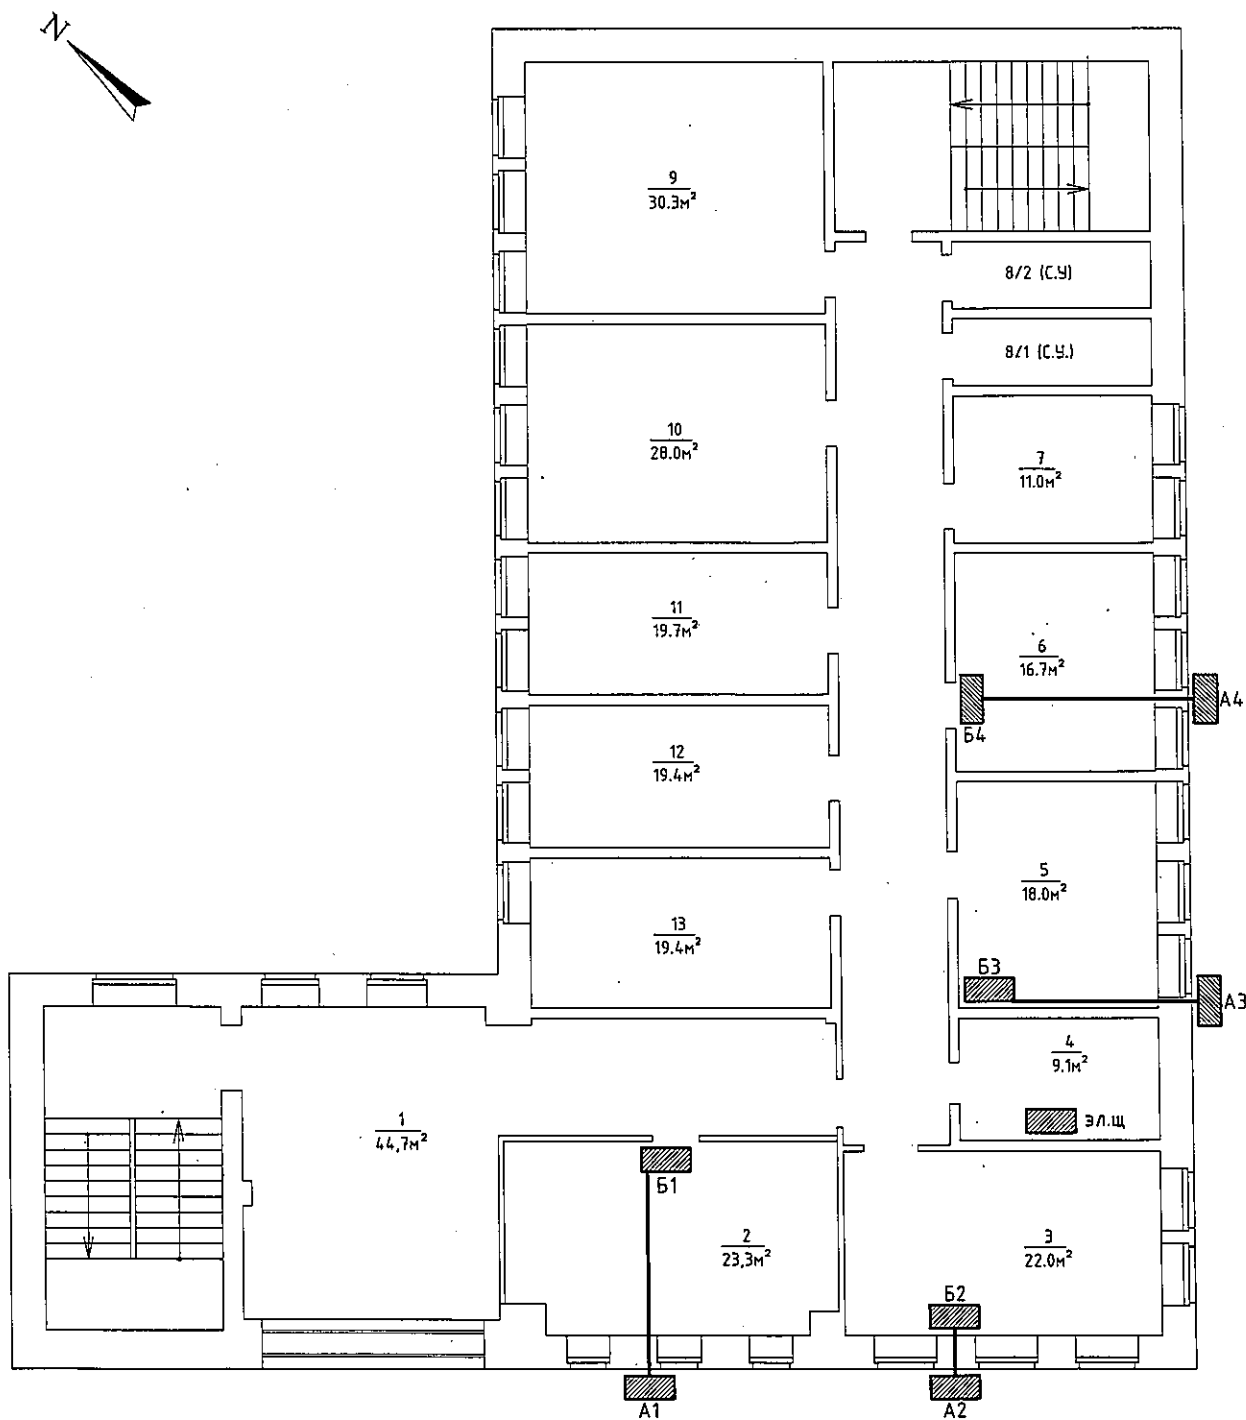 N
9
30.3м²
8/2 (С.У)
8/1 (С.У.)
10
28.0м²
7
11.0м²
11
19.7м²
6
16.7м²
А4
Б4
12
19.4м²
5
18.0м²
13
19.4м²
Б3
А3
4
9.1м²
ЭЛ.Щ
1
44,7м²
Б1
2
23,3м²
3
22.0м²
Б2
А1
А2